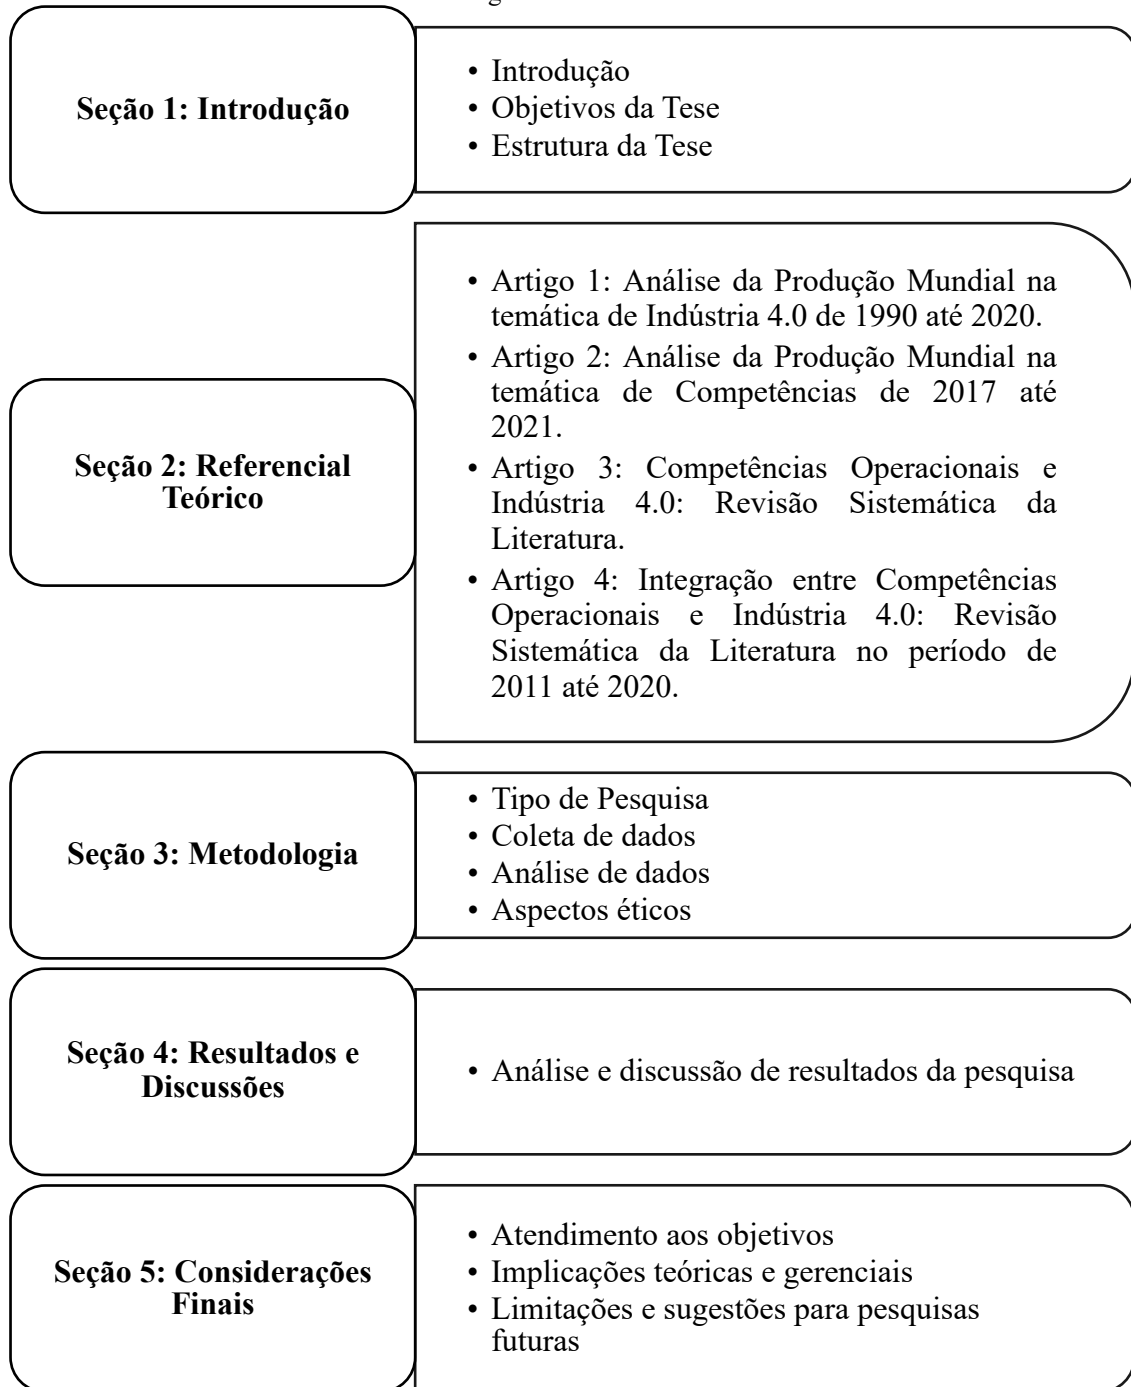 Seção 1: Introdução
• Introdução
• Objetivos da Tese
• Estrutura da Tese
Seção 2: Referencial
Teórico
• Artigo 1: Análise da Produção Mundial na
temática de Indústria 4.0 de 1990 até 2020.
• Artigo 2: Análise da Produção Mundial na
temática de Competências de 2017 até
2021.
• Artigo 3: Competências Operacionais e
Indústria 4.0: Revisão Sistemática da
Literatura.
• Artigo 4: Integração entre Competências
Operacionais e Indústria 4.0: Revisão
Sistemática da Literatura no período de
2011 até 2020.
Seção 3: Metodologia
• Tipo de Pesquisa
• Coleta de dados
• Análise de dados
• Aspectos éticos
Seção 4: Resultados e
Discussões
• Análise e discussão de resultados da pesquisa
Seção 5: Considerações
Finais
• Atendimento aos objetivos
• Implicações teóricas e gerenciais
• Limitações e sugestões para pesquisas
futuras